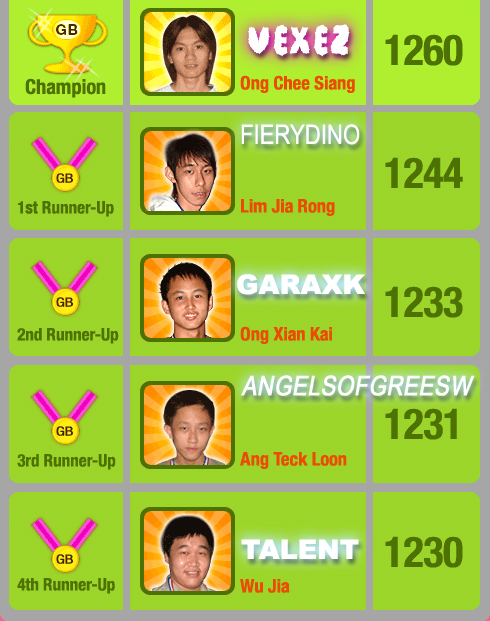 GB
Champion
VEXEZ
Ong Chee Siang
1260
GB
1st Runner-Up
FIERYDINO
Lim Jia Rong
1244
GB
2nd Runner-Up
GARAXK
Ong Xian Kai
1233
GB
3rd Runner-Up
ANGELSOFGREESW
Ang Teck Loon
1231
GB
4th Runner-Up
TALENT
Wu Jia
1230